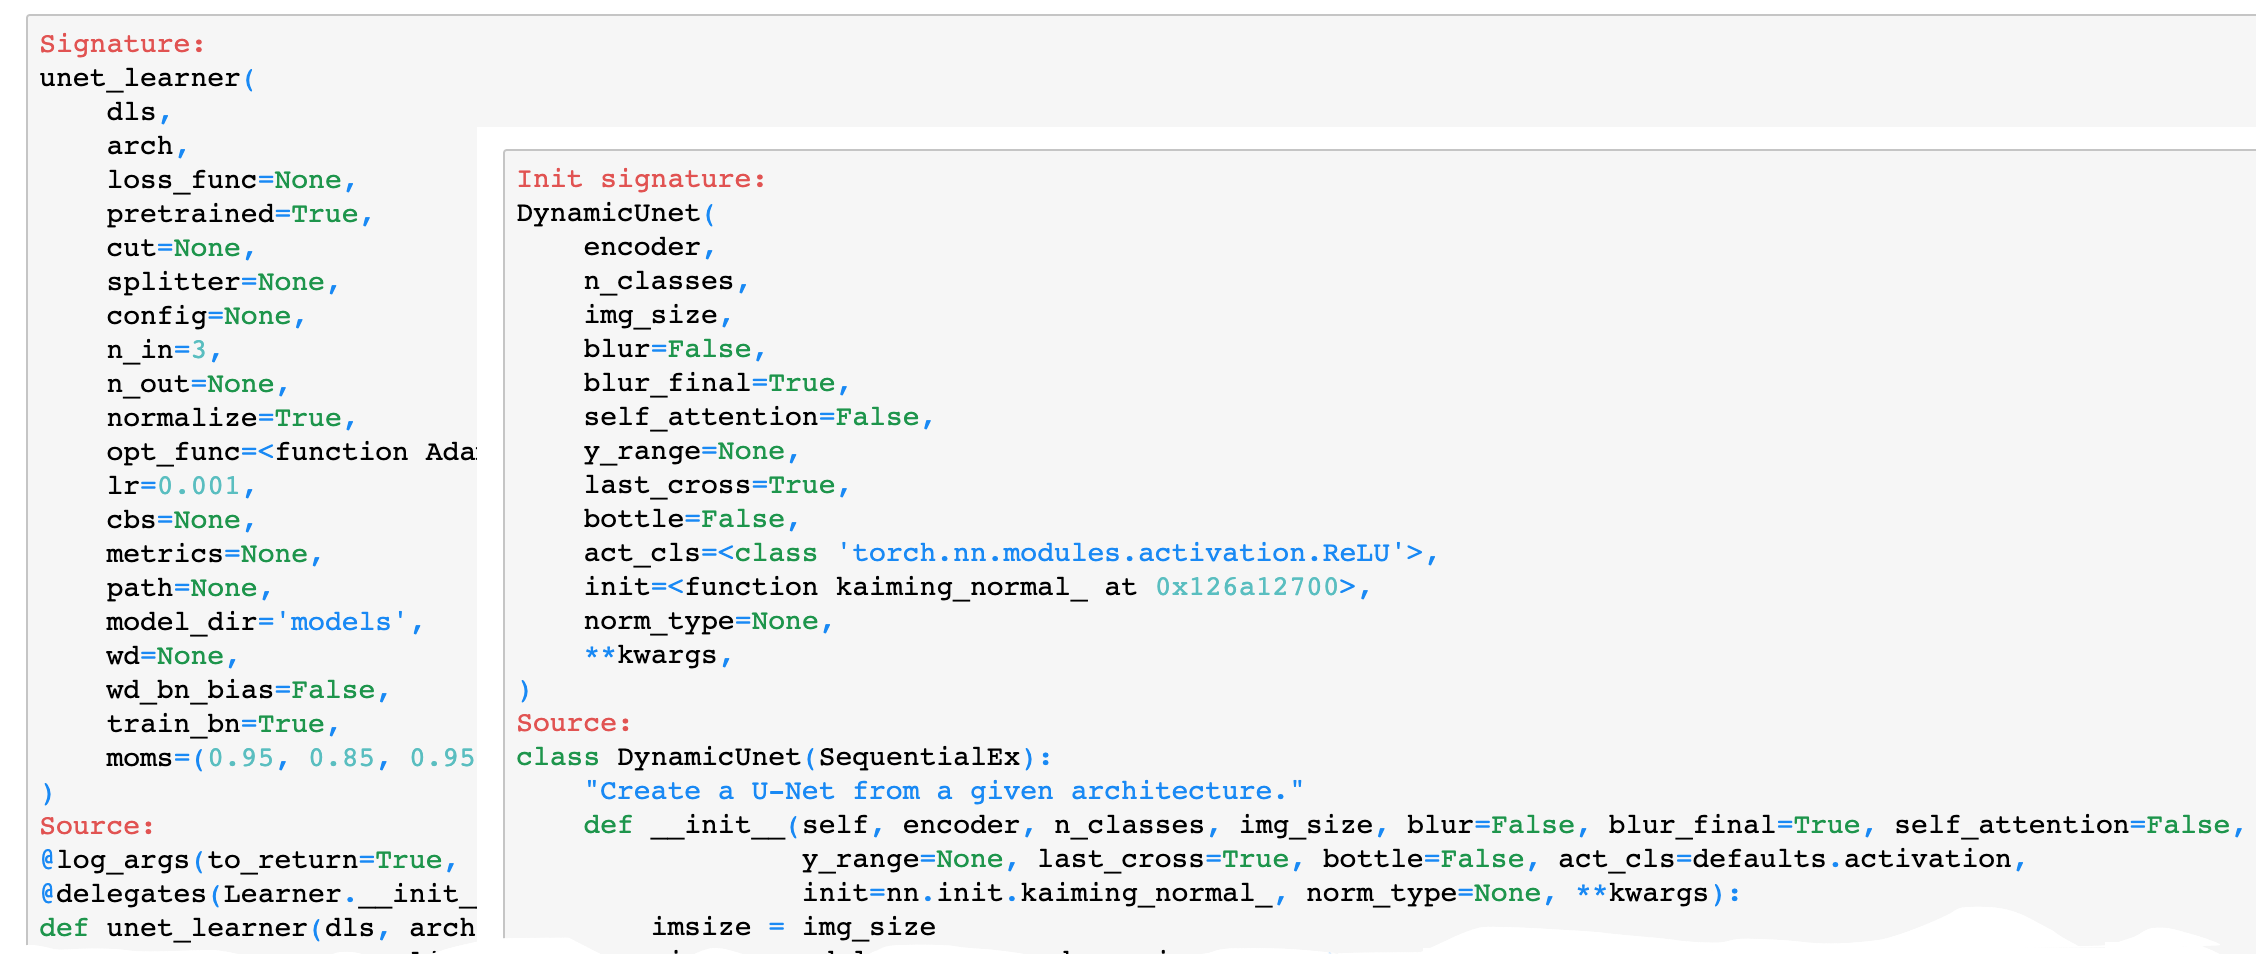 Signature:
unet_learner(
    dls,
    arch,
    loss_func=None,
    pretrained=True,
    cut=None,
    splitter=None,
    config=None,
    n_in=3,
    n_out=None,
    normalize=True,
    opt_func=<function
    lr=0.001,
    cbs=None,
    metrics=None,
    path=None,
    model_dir='models',
    wd=None,
    wd_bn_bias=False,
    train_bn=True,
    moms=(0.95, 0.85, 0.95
)
Source:
@log_args(to_return=True,
@delegates(Learner.__init_
def unet_learner(dls, arch
Init signature:
DynamicUnet(
    encoder,
    n_classes,
    img_size,
    blur=False,
    blur_final=True,
    self_attention=False,
    y_range=None,
    last_cross=True,
    bottle=False,
    act_cls=<class 'torch.nn.modules.activation.ReLU'>,
    init=<function kaiming_normal_ at 0x126a12700>,
    norm_type=None,
    **kwargs,
)
Source:
class DynamicUnet(SequentialEx):
    "Create a U-Net from a given architecture."
    def __init__(self, encoder, n_classes, img_size, blur=False, blur_final=True, self_attention=False,
                 y_range=None, last_cross=True, bottle=False, act_cls=defaults.activation,
                 init=nn.init.kaiming_normal_, norm_type=None, **kwargs):
        imsize = img_size